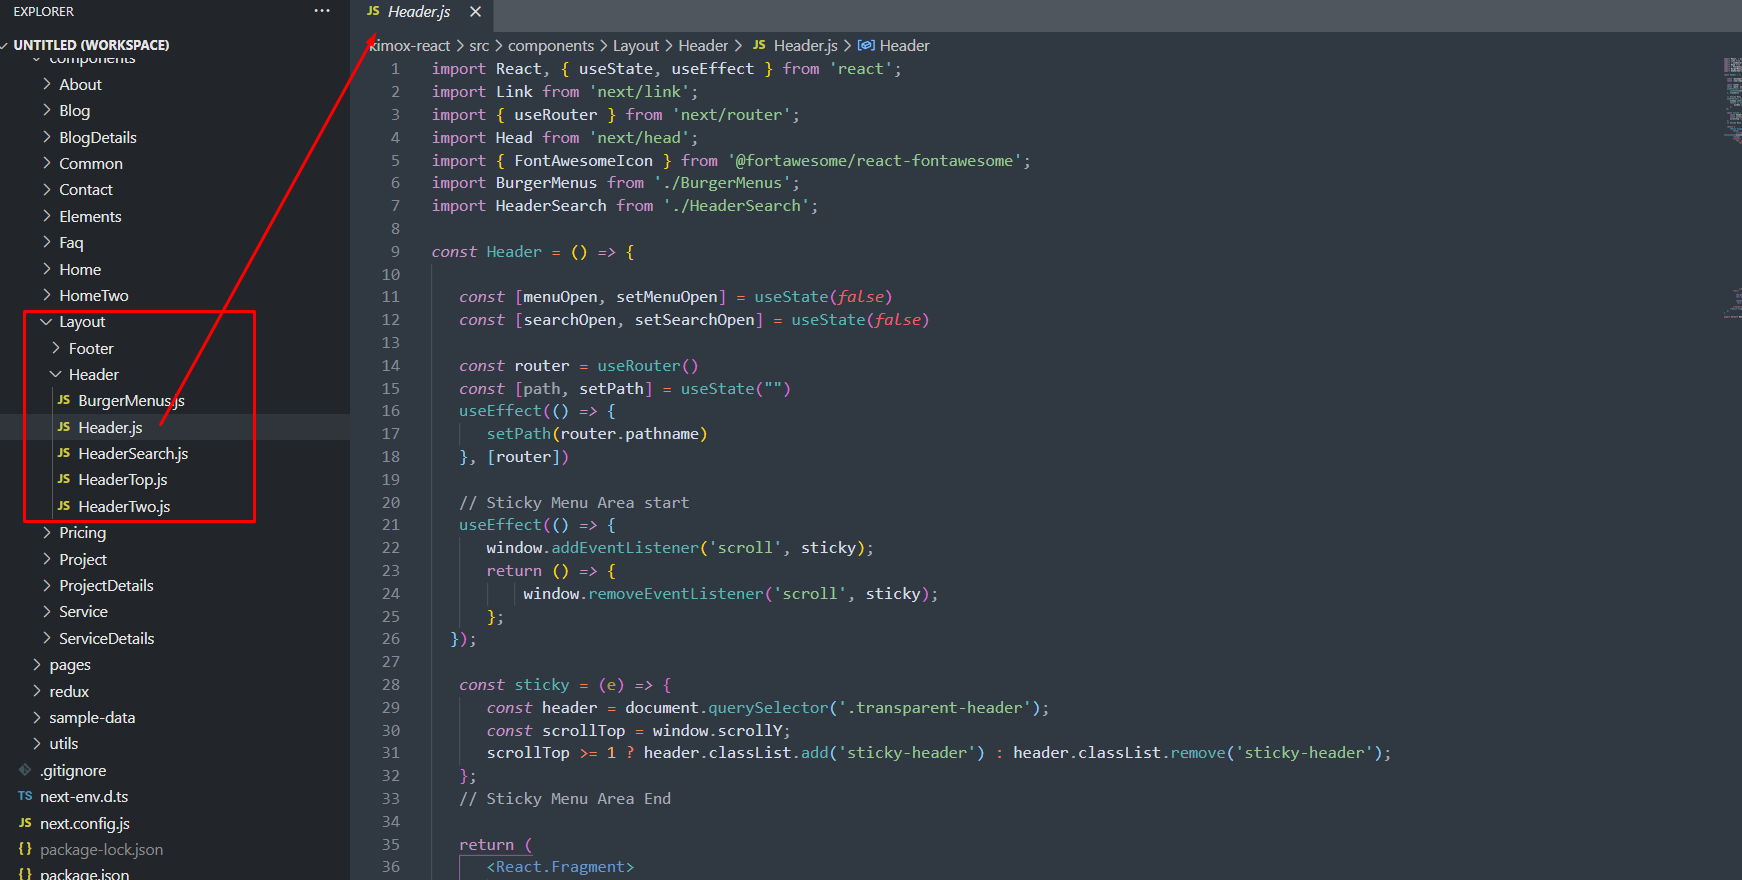 EXPLORER
UNTITLED (WORKSPACE)
components
About
Blog
BlogDetails
Common
Contact
Elements
Faq
Home
HomeTwo
Layout
Footer
Header
JS BurgerMenus.js
JS Header.js
JS HeaderSearch.js
JS HeaderTop.js
JS HeaderTwo.js
Pricing
Project
ProjectDetails
Service
ServiceDetails
pages
redux
sample-data
utils
.gitignore
TS next-env.d.ts
JS next.config.js
{} package-lock.json
{} package.json
JS Header.js
kimox-react > src > components > Layout > Header > JS Header.js > Header
1 import React, { useState, useEffect } from 'react';
2 import Link from 'next/link';
3 import { useRouter } from 'next/router';
4 import Head from 'next/head';
5 import { FontAwesomeIcon } from '@fortawesome/react-fontawesome';
6 import BurgerMenus from './BurgerMenus';
7 import HeaderSearch from './HeaderSearch';
8
9 const Header = () => {
10
11 const [menuOpen, setMenuOpen] = useState(false)
12 const [searchOpen, setSearchOpen] = useState(false)
13
14 const router = useRouter()
15 const [path, setPath] = useState("")
16 useEffect(() => {
17 setPath(router.pathname)
18 }, [router])
19
20 // Sticky Menu Area start
21 useEffect(() => {
22 window.addEventListener('scroll', sticky);
23 return () => {
24 window.removeEventListener('scroll', sticky);
25 };
26 });
27
28 const sticky = (e) => {
29 const header = document.querySelector('.transparent-header');
30 const scrollTop = window.scrollY;
31 scrollTop >= 1 ? header.classList.add('sticky-header') : header.classList.remove('sticky-header');
32 };
33 // Sticky Menu Area End
34
35 return (
36 <React.Fragment>